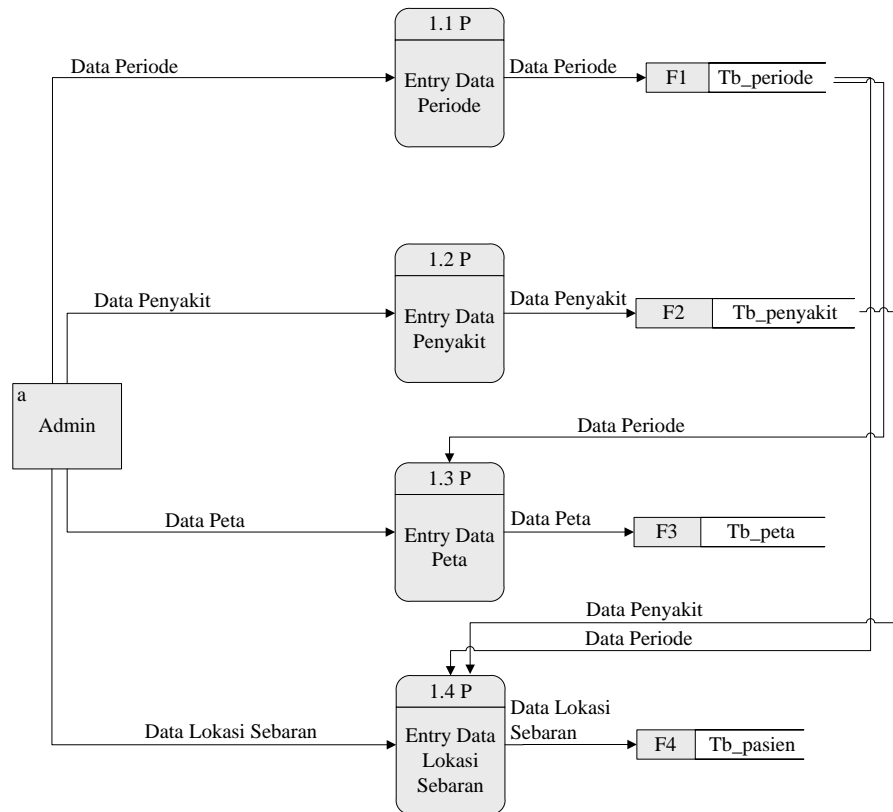 1.1 P
Data Periode
Entry Data
Periode
Data Periode
F1
Tb_periode
1.2 P
Data Penyakit
Entry Data
Penyakit
Data Penyakit
F2
Tb_penyakit
a
Admin
Data Periode
1.3 P
Data Peta
Entry Data
Peta
Data Peta
F3
Tb_peta
Data Penyakit
Data Periode
1.4 P
Data Lokasi Sebaran
Entry Data
Lokasi
Sebaran
Data Lokasi
Sebaran
F4
Tb_pasien